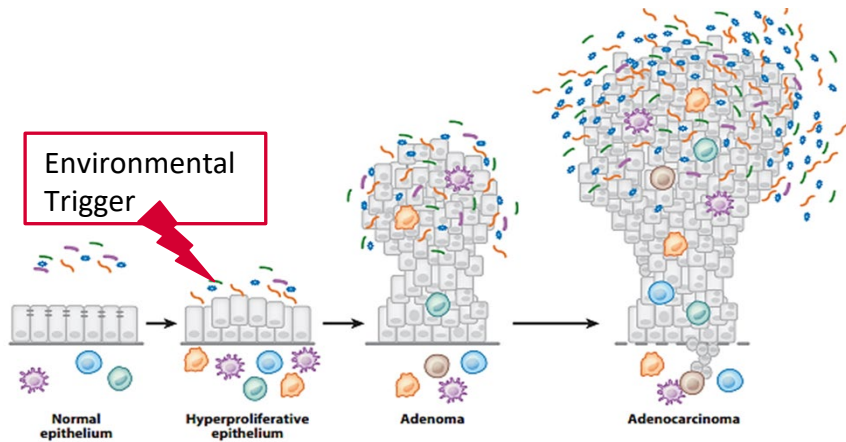 Environmental
Trigger
Normal
epithelium
Hyperproliferative
epithelium
Adenoma
Adenocarcinoma